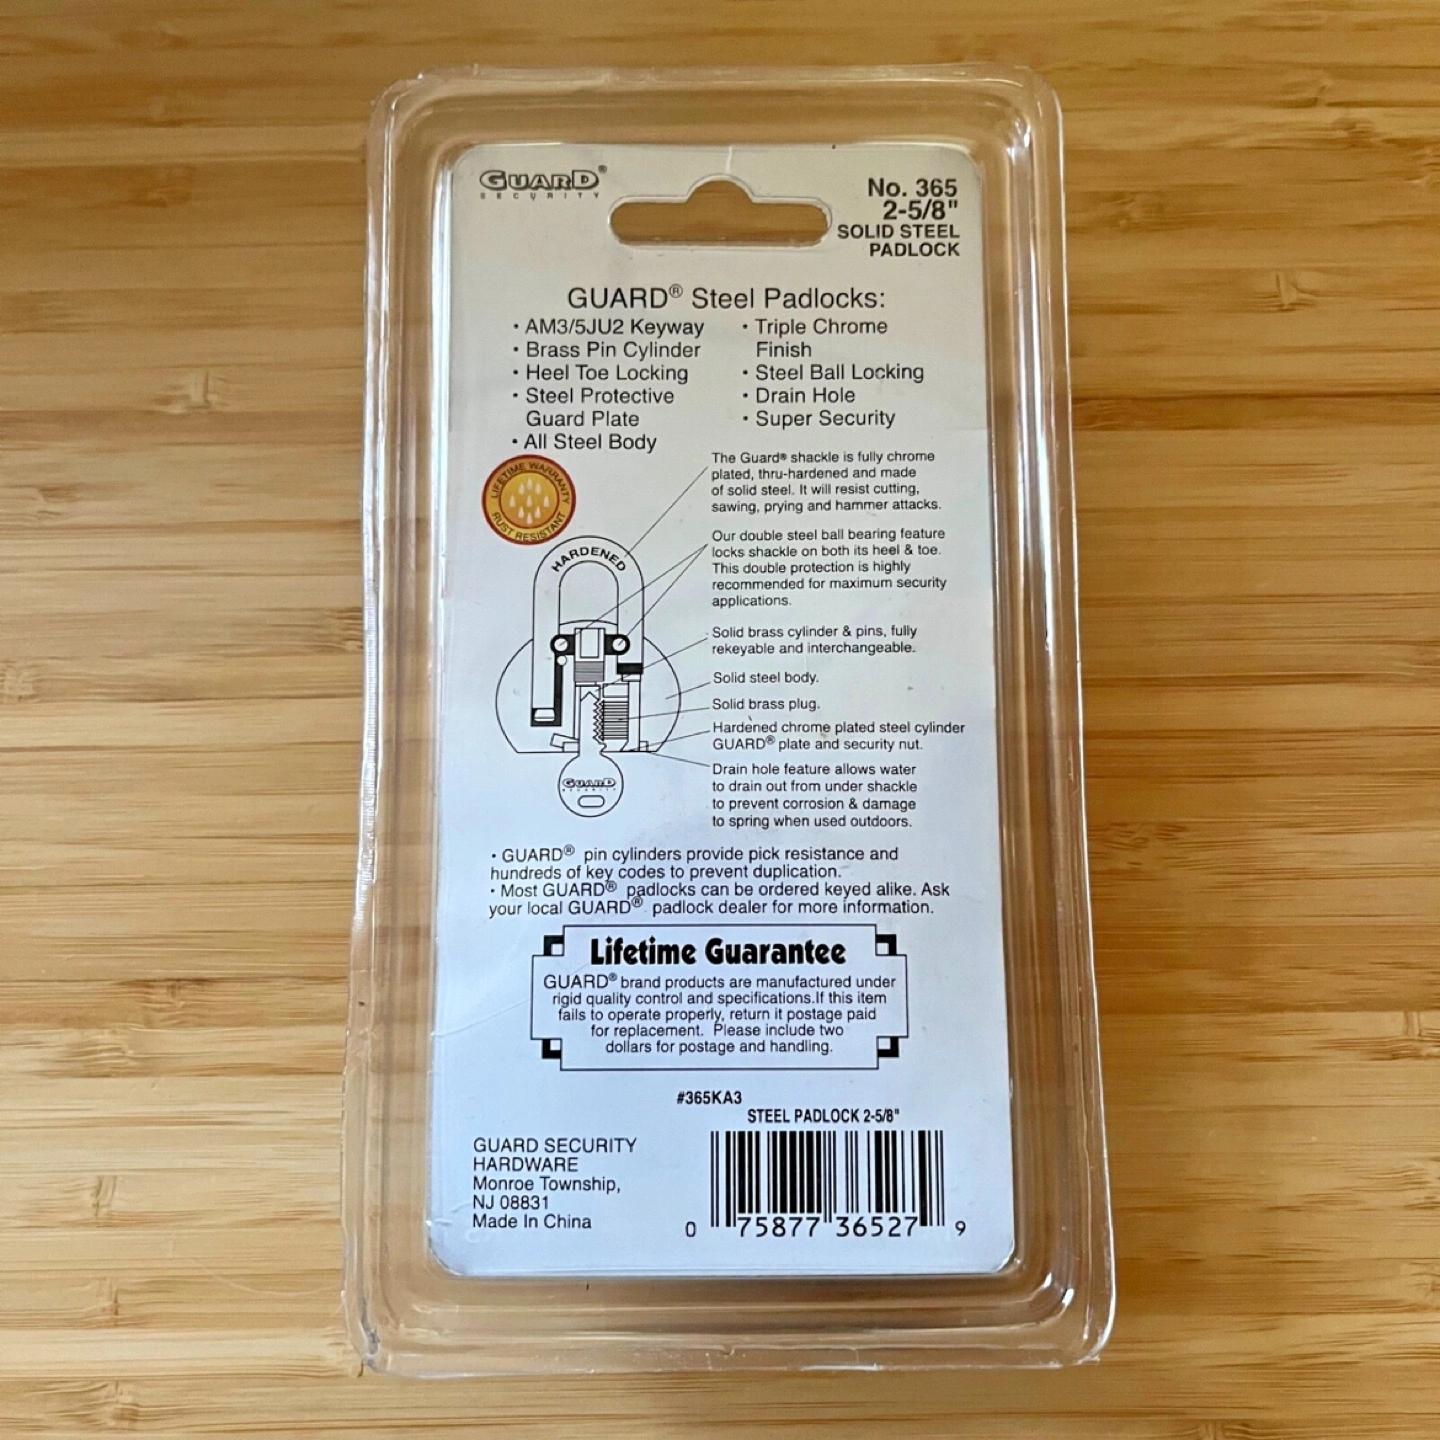 GUARD®
SECURITY
No. 365
2-5/8"
SOLID STEEL
PADLOCK
GUARD® Steel Padlocks:
• AM3/5JU2 Keyway
• Brass Pin Cylinder
• Heel Toe Locking
• Steel Protective
Guard Plate
• All Steel Body
• Triple Chrome
Finish
• Steel Ball Locking
• Drain Hole
• Super Security
LIFETIME WARRANTY
RUST RESISTANT
HARDENED
The Guard® shackle is fully chrome
plated, thru-hardened and made
of solid steel. It will resist cutting,
sawing, prying and hammer attacks.
Our double steel ball bearing feature
locks shackle on both its heel & toe.
This double protection is highly
recommended for maximum security
applications.
Solid brass cylinder & pins, fully
rekeyable and interchangeable.
Solid steel body.
Solid brass plug.
Hardened chrome plated steel cylinder
GUARD® plate and security nut.
Drain hole feature allows water
to drain out from under shackle
to prevent corrosion & damage
to spring when used outdoors.
GUARD
SECURITY
• GUARD® pin cylinders provide pick resistance and
hundreds of key codes to prevent duplication.
• Most GUARD® padlocks can be ordered keyed alike. Ask
your local GUARD® padlock dealer for more information.
Lifetime Guarantee
GUARD® brand products are manufactured under
rigid quality control and specifications.If this item
fails to operate properly, return it postage paid
for replacement. Please include two
dollars for postage and handling.
#365KA3
STEEL PADLOCK 2-5/8"
GUARD SECURITY
HARDWARE
Monroe Township,
NJ 08831
Made In China
0 75877 36527 9